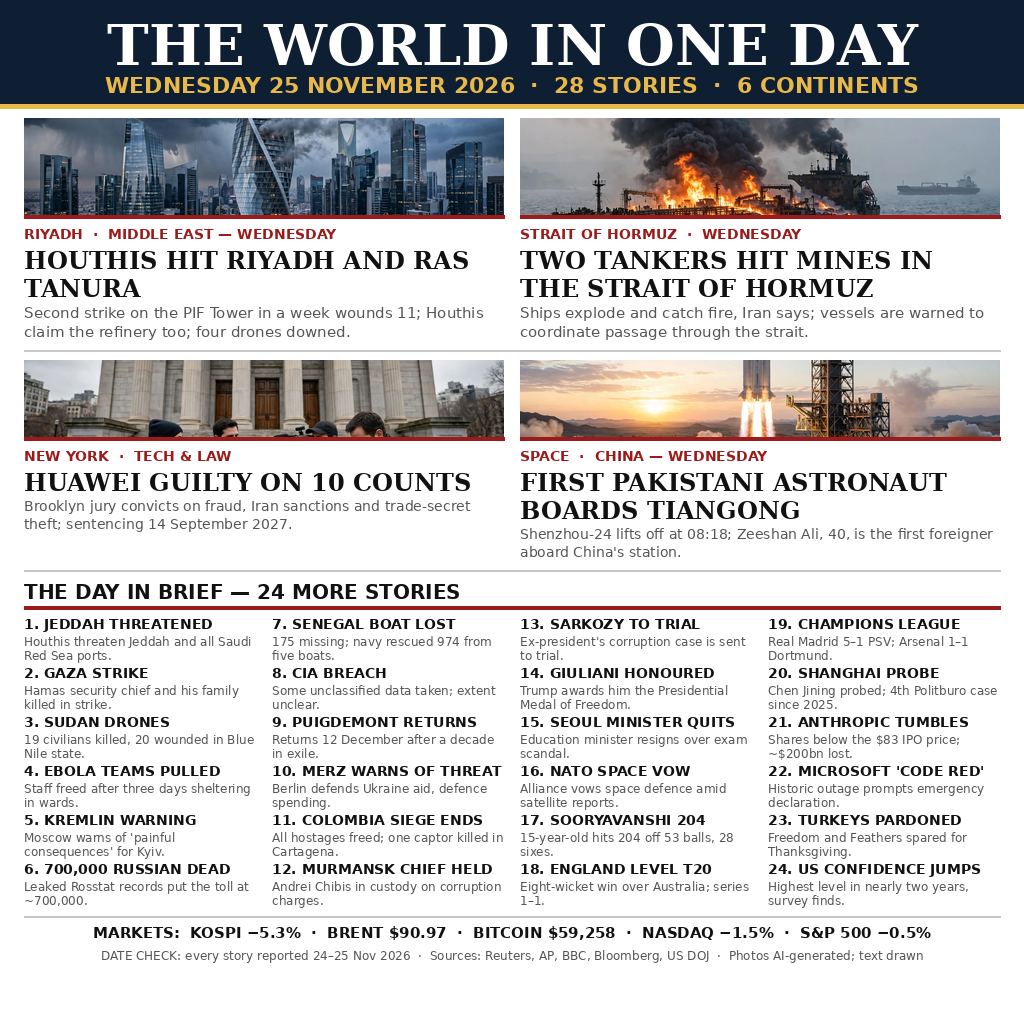 THE WORLD IN ONE DAY
WEDNESDAY 25 NOVEMBER 2026 · 28 STORIES · 6 CONTINENTS
RIYADH · MIDDLE EAST — WEDNESDAY
HOUTHIS HIT RIYADH AND RAS
TANURA
Second strike on the PIF Tower in a week wounds 11; Houthis
claim the refinery too; four drones downed.
STRAIT OF HORMUZ · WEDNESDAY
TWO TANKERS HIT MINES IN
THE STRAIT OF HORMUZ
Ships explode and catch fire, Iran says; vessels are warned to
coordinate passage through the strait.
NEW YORK · TECH & LAW
HUAWEI GUILTY ON 10 COUNTS
Brooklyn jury convicts on fraud, Iran sanctions and trade-secret
theft; sentencing 14 September 2027.
SPACE · CHINA — WEDNESDAY
FIRST PAKISTANI ASTRONAUT
BOARDS TIANGONG
Shenzhou-24 lifts off at 08:18; Zeeshan Ali, 40, is the first foreigner
aboard China's station.
THE DAY IN BRIEF — 24 MORE STORIES
1. JEDDAH THREATENED
Houthis threaten Jeddah and all Saudi
Red Sea ports.
2. GAZA STRIKE
Hamas security chief and his family
killed in strike.
3. SUDAN DRONES
19 civilians killed, 20 wounded in Blue
Nile state.
4. EBOLA TEAMS PULLED
Staff freed after three days sheltering
in wards.
5. KREMLIN WARNING
Moscow warns of 'painful
consequences' for Kyiv.
6. 700,000 RUSSIAN DEAD
Leaked Rosstat records put the toll at
~700,000.
7. SENEGAL BOAT LOST
175 missing; navy rescued 974 from
five boats.
8. CIA BREACH
Some unclassified data taken; extent
unclear.
9. PUIGDEMONT RETURNS
Returns 12 December after a decade
in exile.
10. MERZ WARNS OF THREAT
Berlin defends Ukraine aid, defence
spending.
11. COLOMBIA SIEGE ENDS
All hostages freed; one captor killed in
Cartagena.
12. MURMANSK CHIEF HELD
Andrei Chibis in custody on corruption
charges.
13. SARKOZY TO TRIAL
Ex-president's corruption case is sent
to trial.
14. GIULIANI HONOURED
Trump awards him the Presidential
Medal of Freedom.
15. SEOUL MINISTER QUITS
Education minister resigns over exam
scandal.
16. NATO SPACE VOW
Alliance vows space defence amid
satellite reports.
17. SOORYAVANSHI 204
15-year-old hits 204 off 53 balls, 28
sixes.
18. ENGLAND LEVEL T20
Eight-wicket win over Australia; series
1–1.
19. CHAMPIONS LEAGUE
Real Madrid 5–1 PSV; Arsenal 1–1
Dortmund.
20. SHANGHAI PROBE
Chen Jining probed; 4th Politburo case
since 2025.
21. ANTHROPIC TUMBLES
Shares below the $83 IPO price;
~$200bn lost.
22. MICROSOFT 'CODE RED'
Historic outage prompts emergency
declaration.
23. TURKEYS PARDONED
Freedom and Feathers spared for
Thanksgiving.
24. US CONFIDENCE JUMPS
Highest level in nearly two years,
survey finds.
MARKETS: KOSPI −5.3% · BRENT $90.97 · BITCOIN $59,258 · NASDAQ −1.5% · S&P 500 −0.5%
DATE CHECK: every story reported 24–25 Nov 2026 · Sources: Reuters, AP, BBC, Bloomberg, US DOJ · Photos AI-generated; text drawn